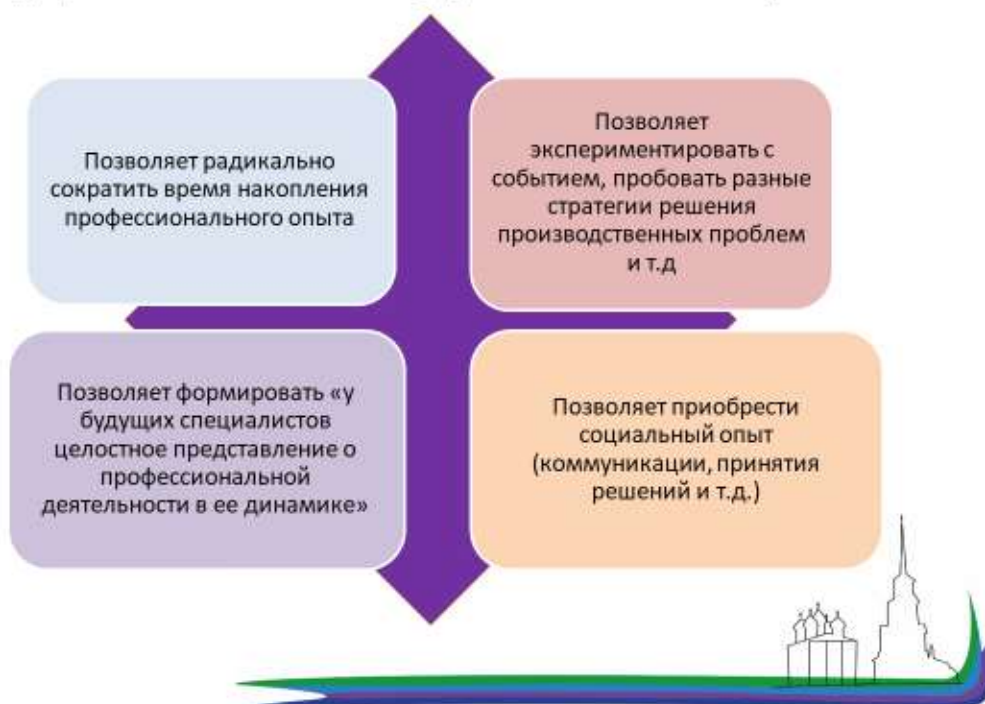 Позволяет радикально
сократить время накопления
профессионального опыта
Позволяет
экспериментировать с
событием, пробовать разные
стратегии решения
производственных проблем
и т.д
Позволяет формировать «у
будущих специалистов
целостное представление о
профессиональной
деятельности в ее динамике»
Позволяет приобрести
социальный опыт
(коммуникации, принятия
решений и т.д.)